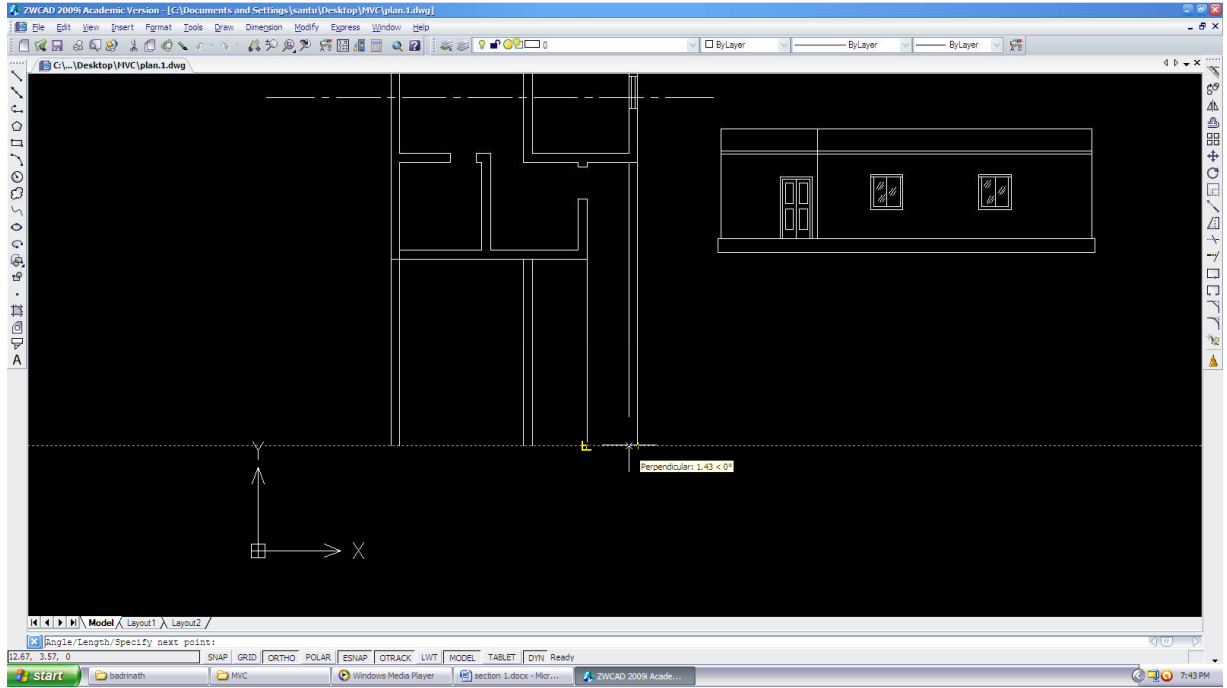 ZWCAD 2009i Academic Version - [C:\Documents and Settings\santu\Desktop\MVC\plan.1.dwg]
File Edit View Insert Format Tools Draw Dimension Modify Express Window Help
0 ByLayer ByLayer ByLayer
C:\...\Desktop\MVC\plan.1.dwg
A
Y
Perpendicular: 1.43 < 0°
X
Model Layout1 Layout2
Angle/Length/Specify next point:
12.67, 3.57, 0 SNAP GRID ORTHO POLAR ESNAP OTRACK LWT MODEL TABLET DYN Ready
start badrinath MVC Windows Media Player section 1.docx - Micr... ZWCAD 2009i Acade... 7:43 PM